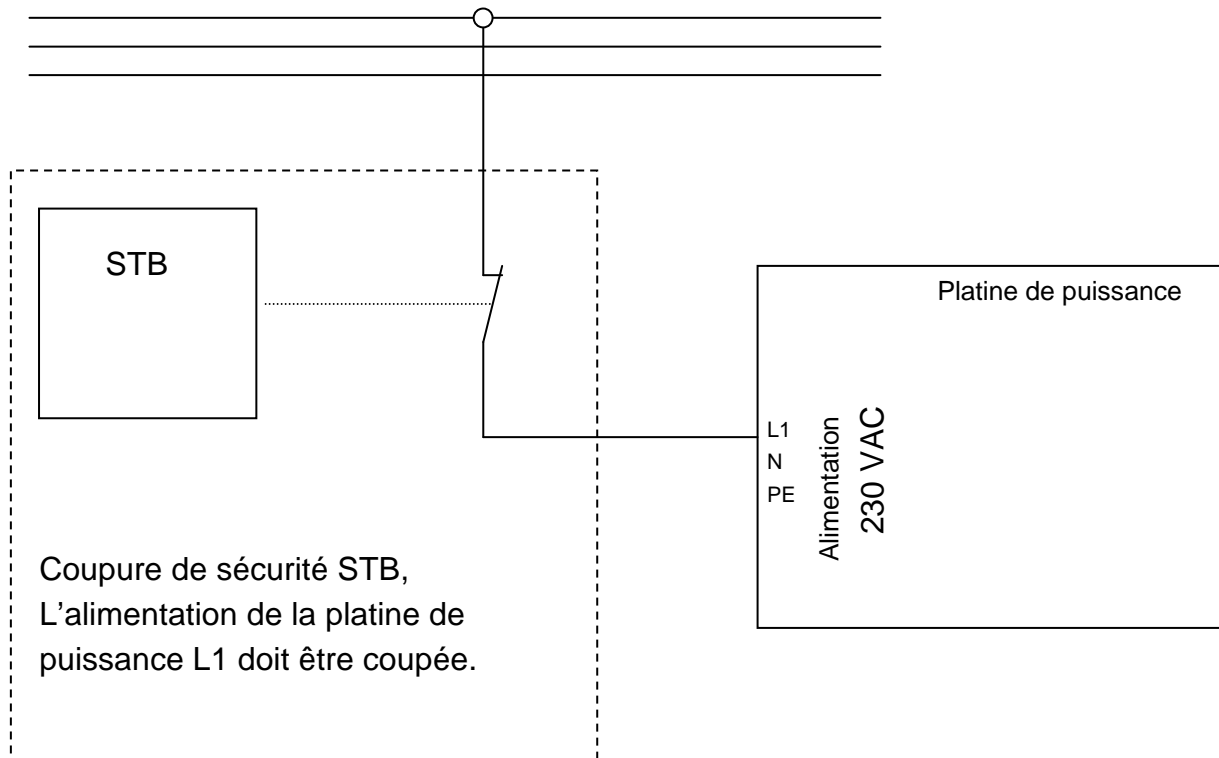 STB
Platine de puissance
L1
N
PE
Alimentation
230 VAC
Coupure de sécurité STB,
L’alimentation de la platine de
puissance L1 doit être coupée.